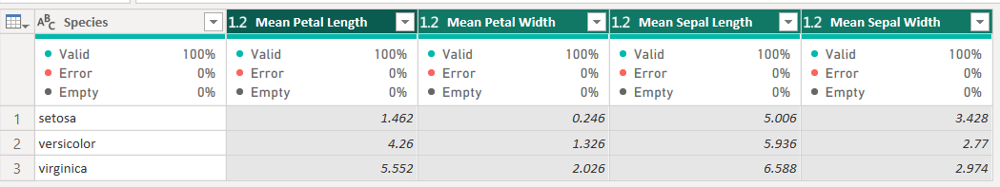 ABC Species 1.2 Mean Petal Length 1.2 Mean Petal Width 1.2 Mean Sepal Length 1.2 Mean Sepal Width
Valid 100% Valid 100% Valid 100% Valid 100% Valid 100%
Error 0% Error 0% Error 0% Error 0% Error 0%
Empty 0% Empty 0% Empty 0% Empty 0% Empty 0%
1 setosa 1.462 0.246 5.006 3.428
2 versicolor 4.26 1.326 5.936 2.77
3 virginica 5.552 2.026 6.588 2.974